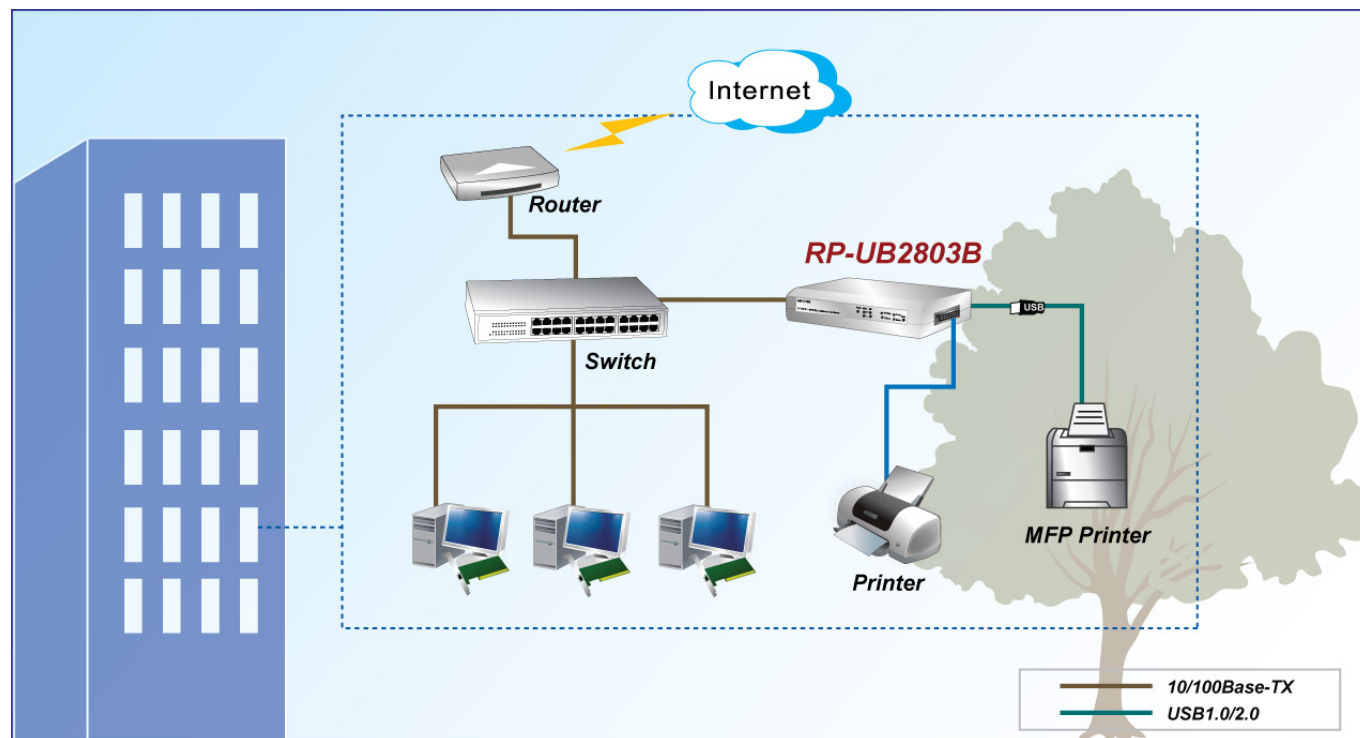 Internet
Router
RP-UB2803B
USB
Switch
MFP Printer
Printer
10/100Base-TX
USB1.0/2.0